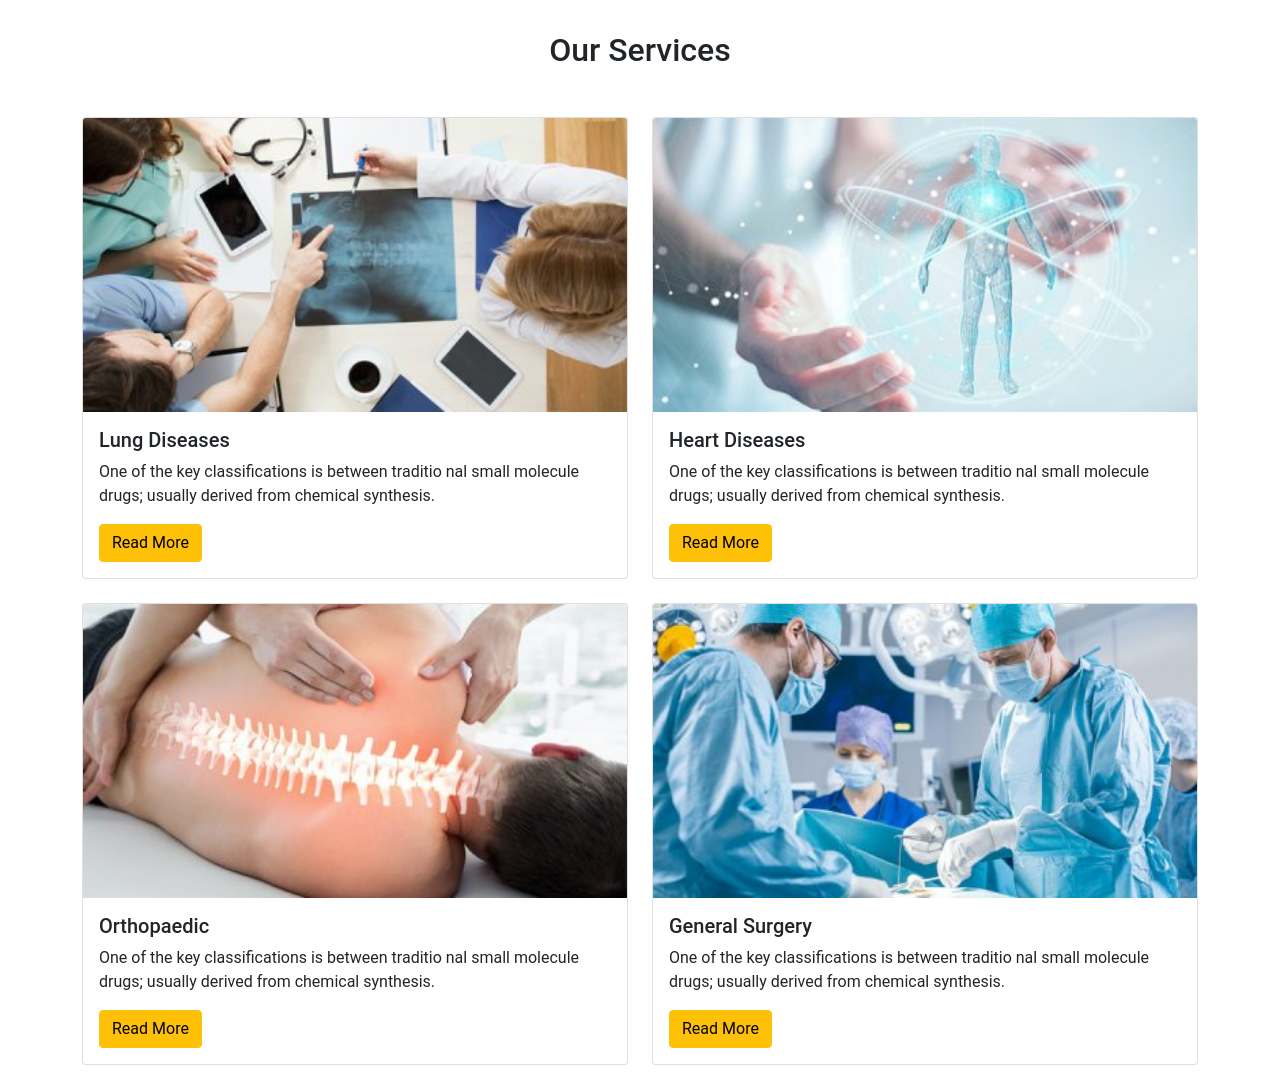 Our Services
Lung Diseases
One of the key classifications is between traditio nal small molecule
drugs; usually derived from chemical synthesis.
Read More
Heart Diseases
One of the key classifications is between traditio nal small molecule
drugs; usually derived from chemical synthesis.
Read More
Orthopaedic
One of the key classifications is between traditio nal small molecule
drugs; usually derived from chemical synthesis.
Read More
General Surgery
One of the key classifications is between traditio nal small molecule
drugs; usually derived from chemical synthesis.
Read More